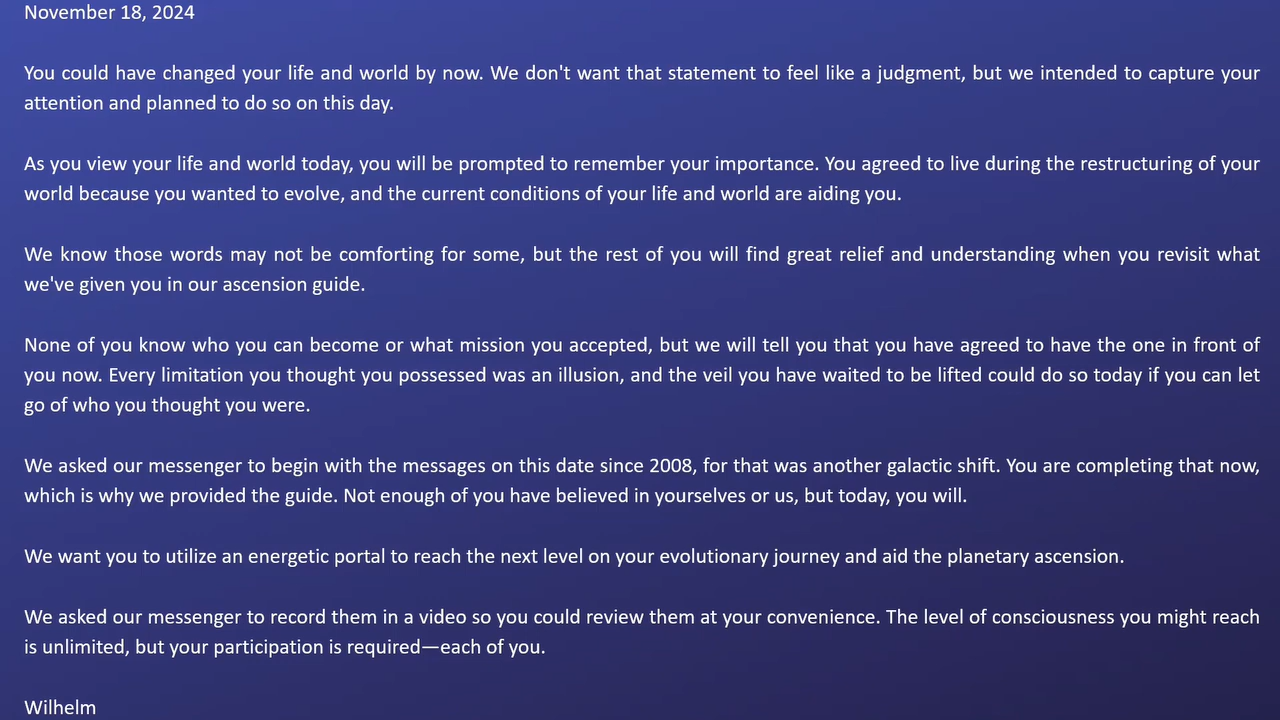 November 18, 2024
You could have changed your life and world by now. We don't want that statement to feel like a judgment, but we intended to capture your
attention and planned to do so on this day.
As you view your life and world today, you will be prompted to remember your importance. You agreed to live during the restructuring of your
world because you wanted to evolve, and the current conditions of your life and world are aiding you.
We know those words may not be comforting for some, but the rest of you will find great relief and understanding when you revisit what
we've given you in our ascension guide.
None of you know who you can become or what mission you accepted, but we will tell you that you have agreed to have the one in front of
you now. Every limitation you thought you possessed was an illusion, and the veil you have waited to be lifted could do so today if you can let
go of who you thought you were.
We asked our messenger to begin with the messages on this date since 2008, for that was another galactic shift. You are completing that now,
which is why we provided the guide. Not enough of you have believed in yourselves or us, but today, you will.
We want you to utilize an energetic portal to reach the next level on your evolutionary journey and aid the planetary ascension.
We asked our messenger to record them in a video so you could review them at your convenience. The level of consciousness you might reach
is unlimited, but your participation is required—each of you.
Wilhelm